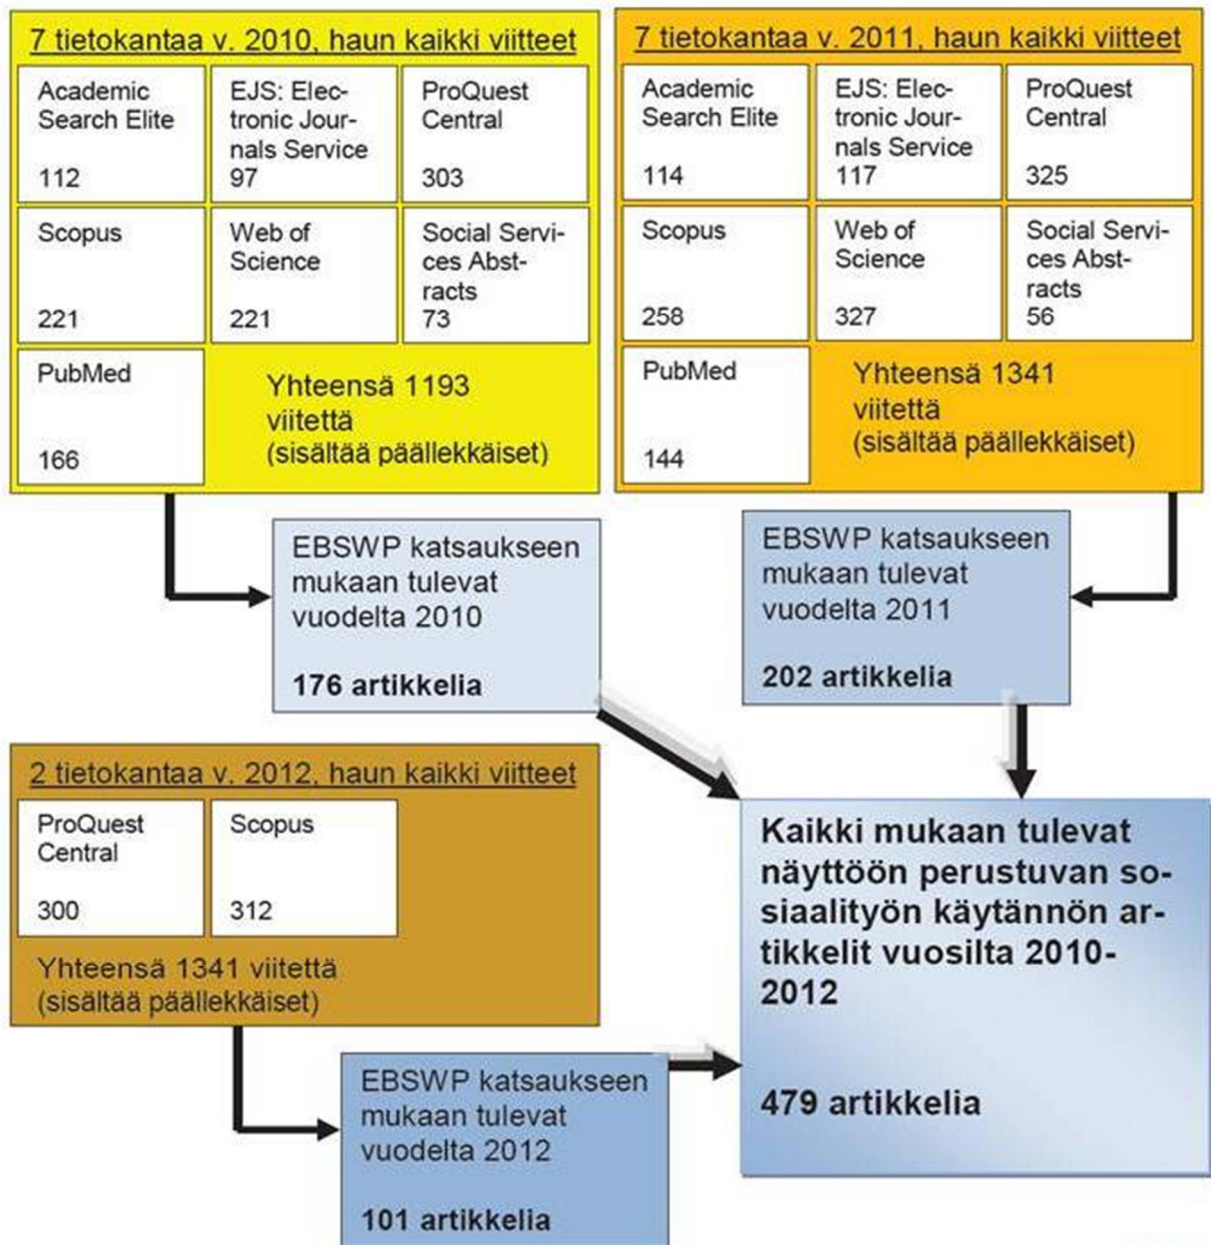 7 tietokantaa v. 2010, haun kaikki viitteet
Academic
Search Elite
112
EJS: Elec-
tronic Jour-
nals Service
97
ProQuest
Central
303
Scopus
221
Web of
Science
221
Social Servi-
ces Abst-
racts
73
PubMed
166
Yhteensä 1193
viitettä
(sisältää päällekkäiset)
7 tietokantaa v. 2011, haun kaikki viitteet
Academic
Search Elite
114
EJS: Elec-
tronic Jour-
nals Service
117
ProQuest
Central
325
Scopus
258
Web of
Science
327
Social Servi-
ces Abst-
racts
56
PubMed
144
Yhteensä 1341
viitettä
(sisältää päällekkäiset)
EBSWP katsaukseen
mukaan tulevat
vuodelta 2010
176 artikkelia
EBSWP katsaukseen
mukaan tulevat
vuodelta 2011
202 artikkelia
2 tietokantaa v. 2012, haun kaikki viitteet
ProQuest
Central
300
Scopus
312
Yhteensä 1341 viitettä
(sisältää päällekkäiset)
EBSWP katsaukseen
mukaan tulevat
vuodelta 2012
101 artikkelia
Kaikki mukaan tulevat
näyttöön perustuvan so-
siaalityön käytännön ar-
tikkelit vuosilta 2010-
2012
479 artikkelia